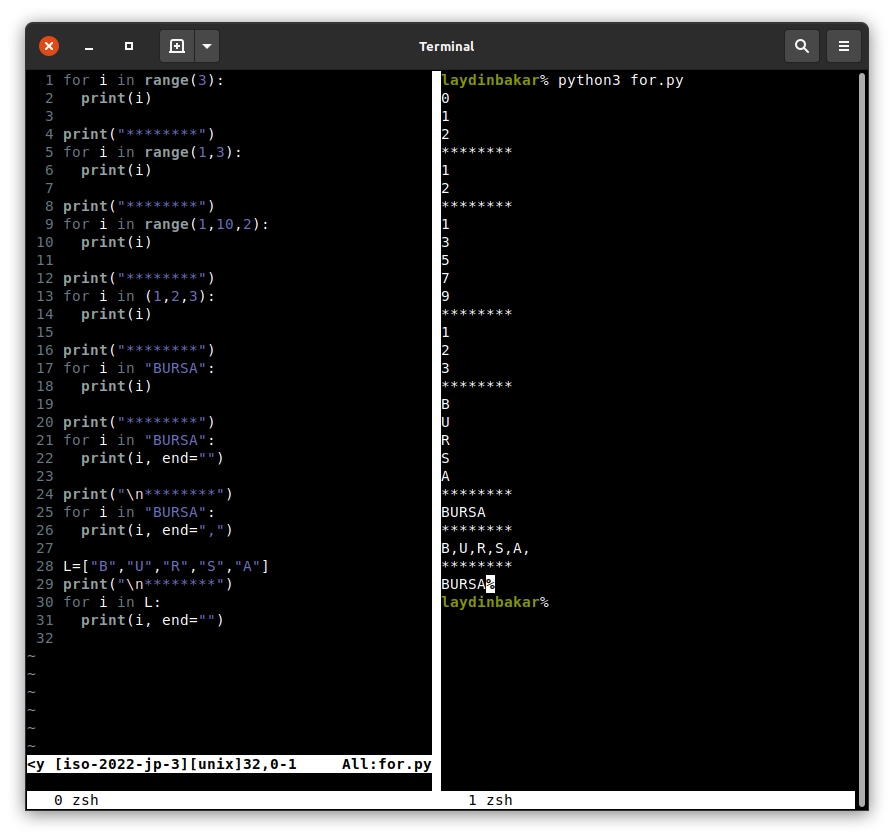 Terminal
1 for i in range(3):
2   print(i)
3
4 print("********")
5 for i in range(1,3):
6   print(i)
7
8 print("********")
9 for i in range(1,10,2):
10   print(i)
11
12 print("********")
13 for i in (1,2,3):
14   print(i)
15
16 print("********")
17 for i in "BURSA":
18   print(i)
19
20 print("********")
21 for i in "BURSA":
22   print(i, end="")
23
24 print("\n********")
25 for i in "BURSA":
26   print(i, end=",")
27
28 L=["B","U","R","S","A"]
29 print("\n********")
30 for i in L:
31   print(i, end="")
32
~
~
~
~
~
~
<y [iso-2022-jp-3][unix]32,0-1     All:for.py
laydinbakar% python3 for.py
0
1
2
********
1
2
********
1
3
5
7
9
********
1
2
3
********
B
U
R
S
A
********
BURSA
********
B,U,R,S,A,
********
BURSA%
laydinbakar%
0 zsh
1 zsh